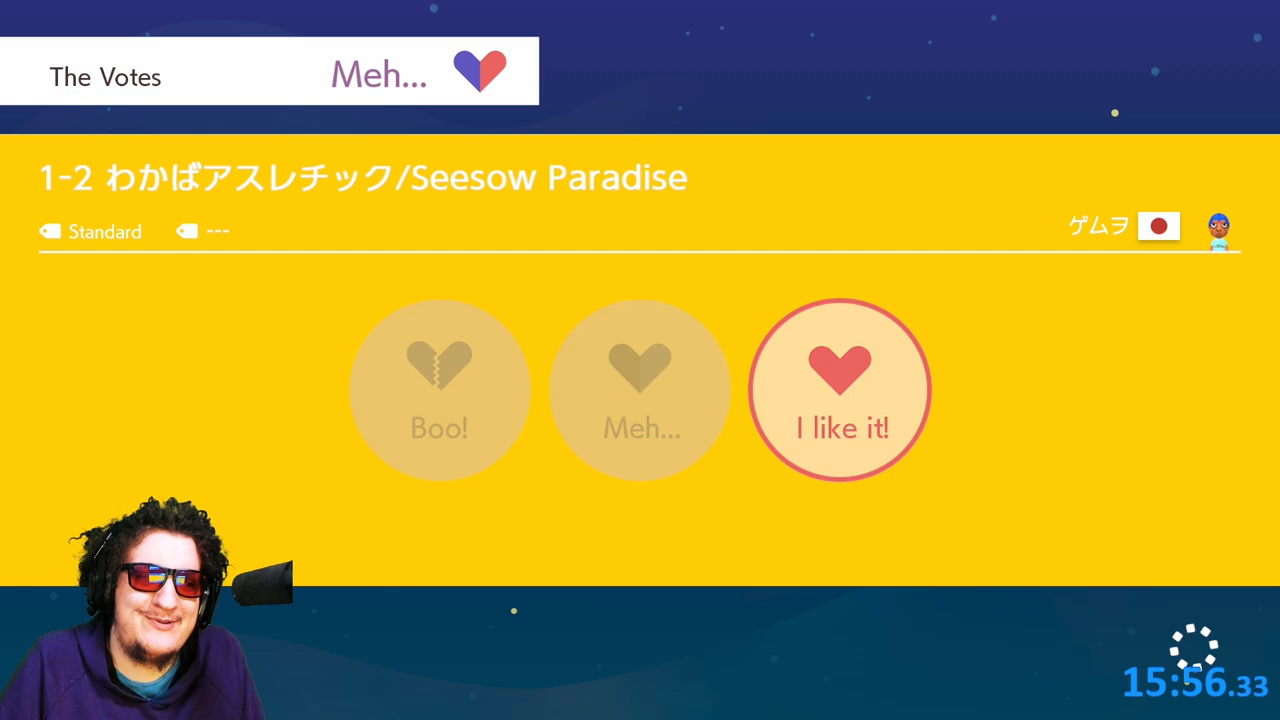 The Votes
Meh...
1-2 わかばアスレチック/Seesow Paradise
Standard
---
ゲムヲ
Boo!
Meh...
I like it!
15:56.33